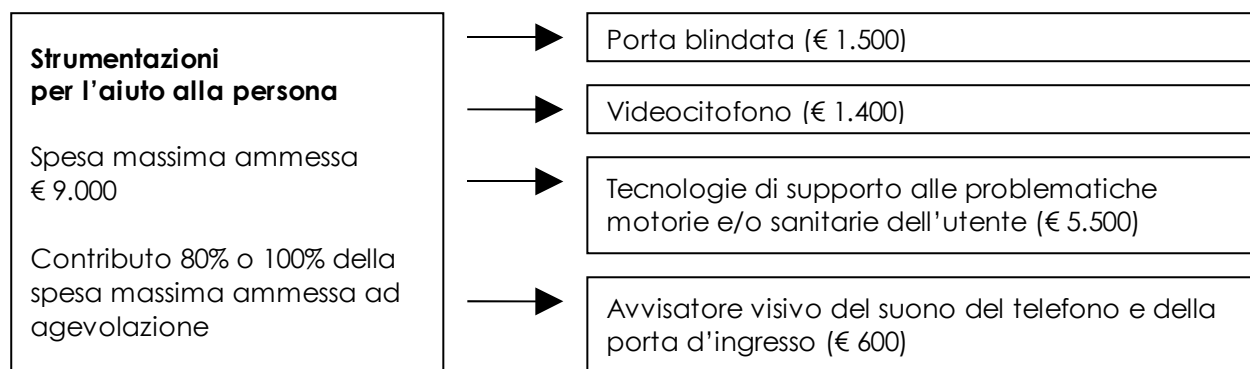 Strumentazioni
per l'aiuto alla persona
Spesa massima ammessa
€ 9.000
Contributo 80% o 100% della
spesa massima ammessa ad
agevolazione
Porta blindata (€ 1.500)
Videocitofono (€ 1.400)
Tecnologie di supporto alle problematiche
motorie e/o sanitarie dell'utente (€ 5.500)
Avvisatore visivo del suono del telefono e della
porta d'ingresso (€ 600)